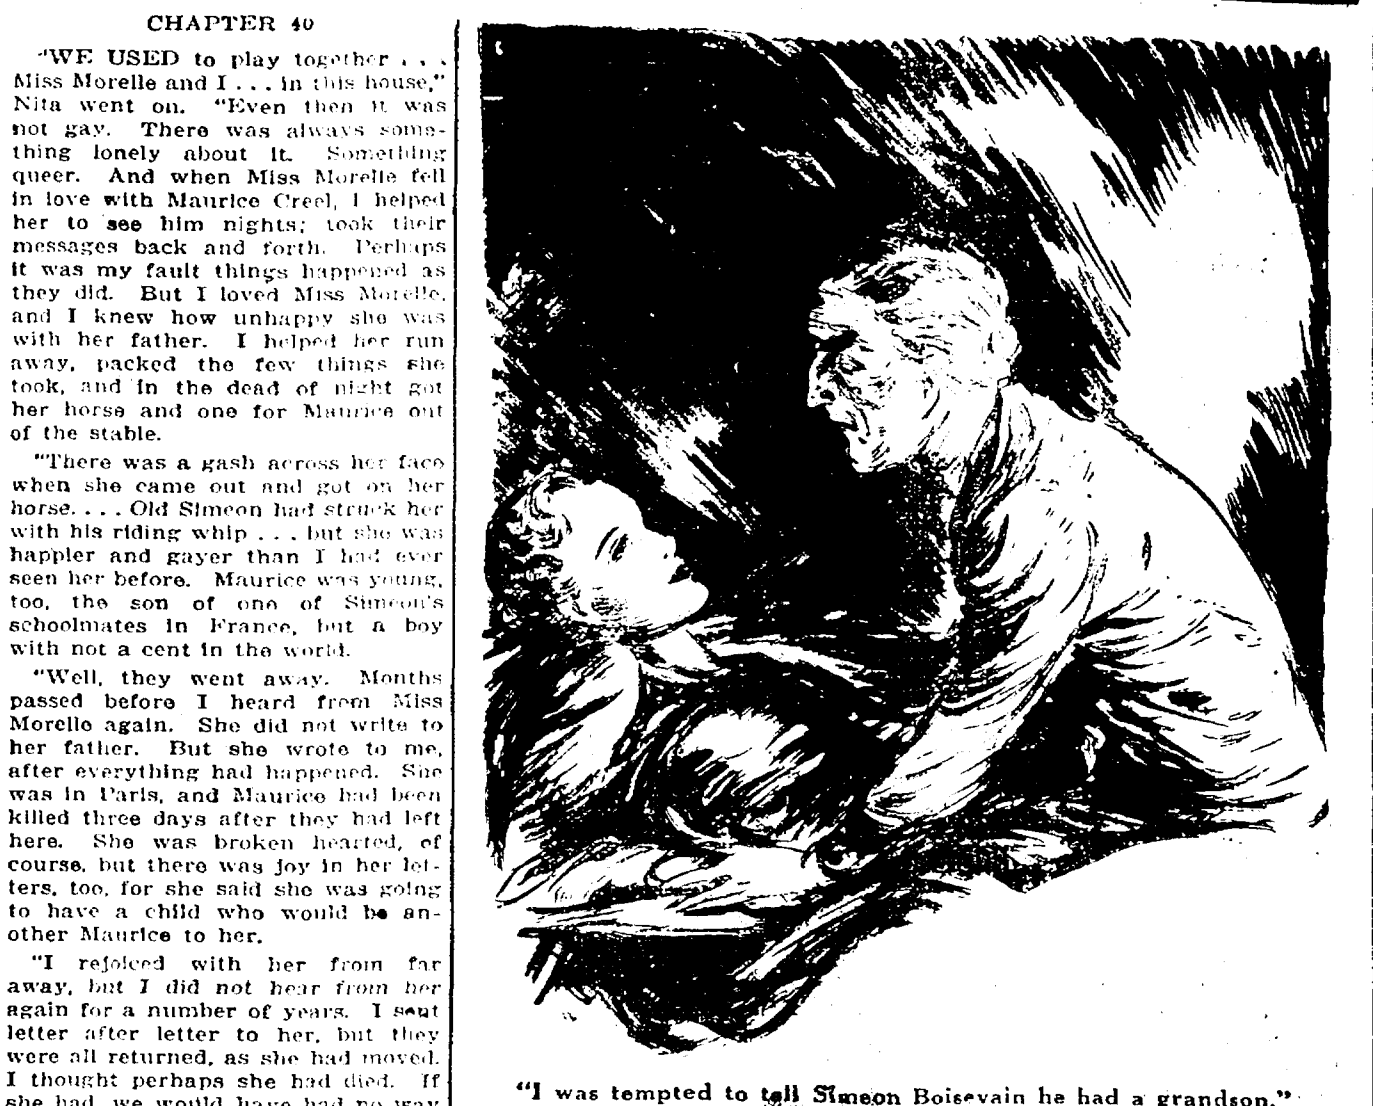 CHAPTER 40
"WE USED to play together . . .
Miss Morelle and I . . . in this house,"
Nita went on. "Even then it was
not gay. There was always some-
thing lonely about it. Something
queer. And when Miss Morelle fell
in love with Maurice Creel, I helped
her to see him nights; took their
messages back and forth. Perhaps
it was my fault things happened as
they did. But I loved Miss Morelle,
and I knew how unhappy she was
with her father. I helped her run
away, packed the few things she
took, and in the dead of night got
her horse and one for Maurice out
of the stable.
"There was a gash across her face
when she came out and got on her
horse. . . . Old Simeon had struck her
with his riding whip . . . but she was
happier and gayer than I had ever
seen her before. Maurice was young,
too, the son of one of Simeon's
schoolmates in France, but a boy
with not a cent in the world.
"Well, they went away. Months
passed before I heard from Miss
Morelle again. She did not write to
her father. But she wrote to me,
after everything had happened. She
was in Paris, and Maurice had been
killed three days after they had left
here. She was broken hearted, of
course, but there was joy in her let-
ters, too, for she said she was going
to have a child who would be an-
other Maurice to her.
"I rejoiced with her from far
away, but I did not hear from her
again for a number of years. I sent
letter after letter to her, but they
were all returned, as she had moved.
I thought perhaps she had died. If
she had, we would have had no way
"I was tempted to tell Simeon Boisevain he had a grandson."